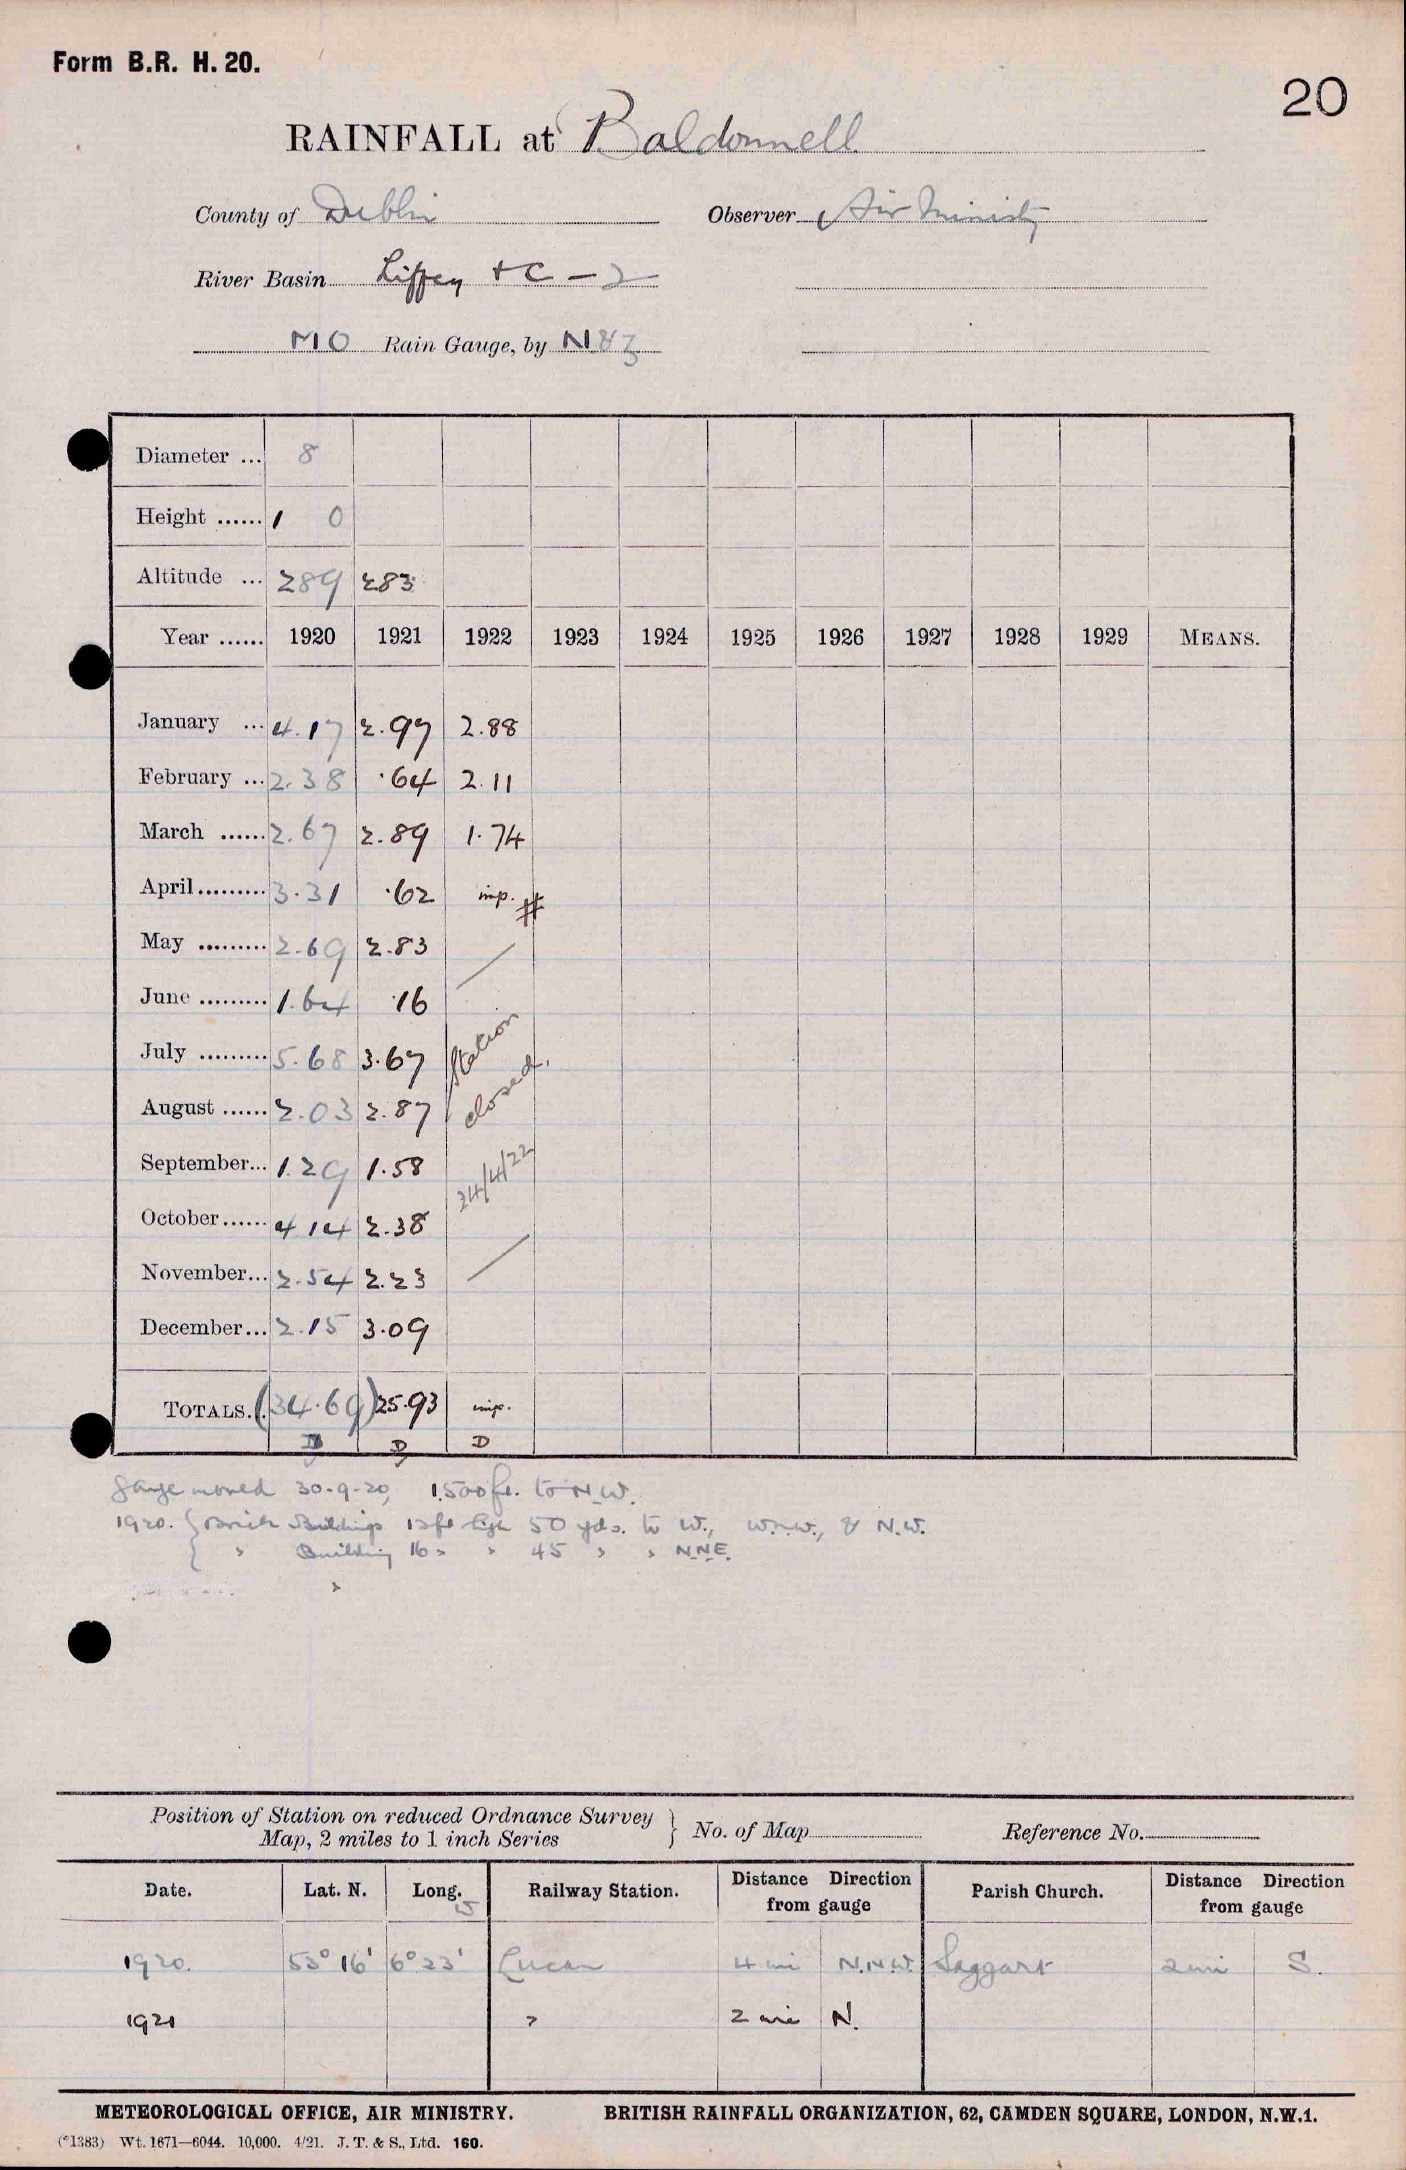 Form B.R. H. 20.
20
RAINFALL at Baldonnell
County of Dublin Observer Air Ministry
River Basin Liffey + C - 2
MO Rain Gauge, by N & Z
Diameter ... 8
Height ...... 1 0
Altitude ... 289 283
Year ...... 1920 1921 1922 1923 1924 1925 1926 1927 1928 1929 MEANS.
January ... 4.17 2.97 2.88
February ... 2.38 .64 2.11
March ...... 2.67 2.89 1.74
April ......... 3.31 .62 imp. #
May ......... 2.69 2.83
June ......... 1.64 .16
July ......... 5.68 3.67 Station
August ...... 2.03 2.87 closed.
September... 1.29 1.58 24/4/22
October ...... 4 14 2.38
November... 2.54 2.23
December... 2.15 3.09
TOTALS. (34.69) 25.93 imp.
D D D
Gauge moved 30-9-20, 1500 ft. to N.W.
1920. { Brick Buildings 12 ft high 50 yds. to W., W.N.W., & N.W.
{ " Building 16 " " 45 " " N.N.E.
"
Position of Station on reduced Ordnance Survey
Map, 2 miles to 1 inch Series } No. of Map Reference No.
Date. Lat. N. Long. W Railway Station. Distance Direction from gauge Parish Church. Distance Direction from gauge
1920. 53° 16' 6° 23' Lucan 4 mi N.N.W. Saggart 2 mi S.
1921 " 2 mi N.
METEOROLOGICAL OFFICE, AIR MINISTRY. BRITISH RAINFALL ORGANIZATION, 62, CAMDEN SQUARE, LONDON, N.W.1.
(*1383) Wt. 1671—6044. 10,000. 4/21. J. T. & S., Ltd. 160.